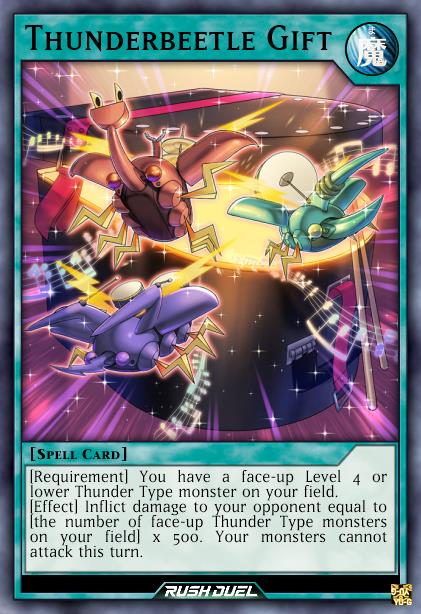 THUNDERBEETLE GIFT
ま
魔
[SPELL CARD]
[Requirement] You have a face-up Level 4 or
lower Thunder Type monster on your field.
[Effect] Inflict damage to your opponent equal to
[the number of face-up Thunder Type monsters
on your field] x 500. Your monsters cannot
attack this turn.
RUSH DUEL